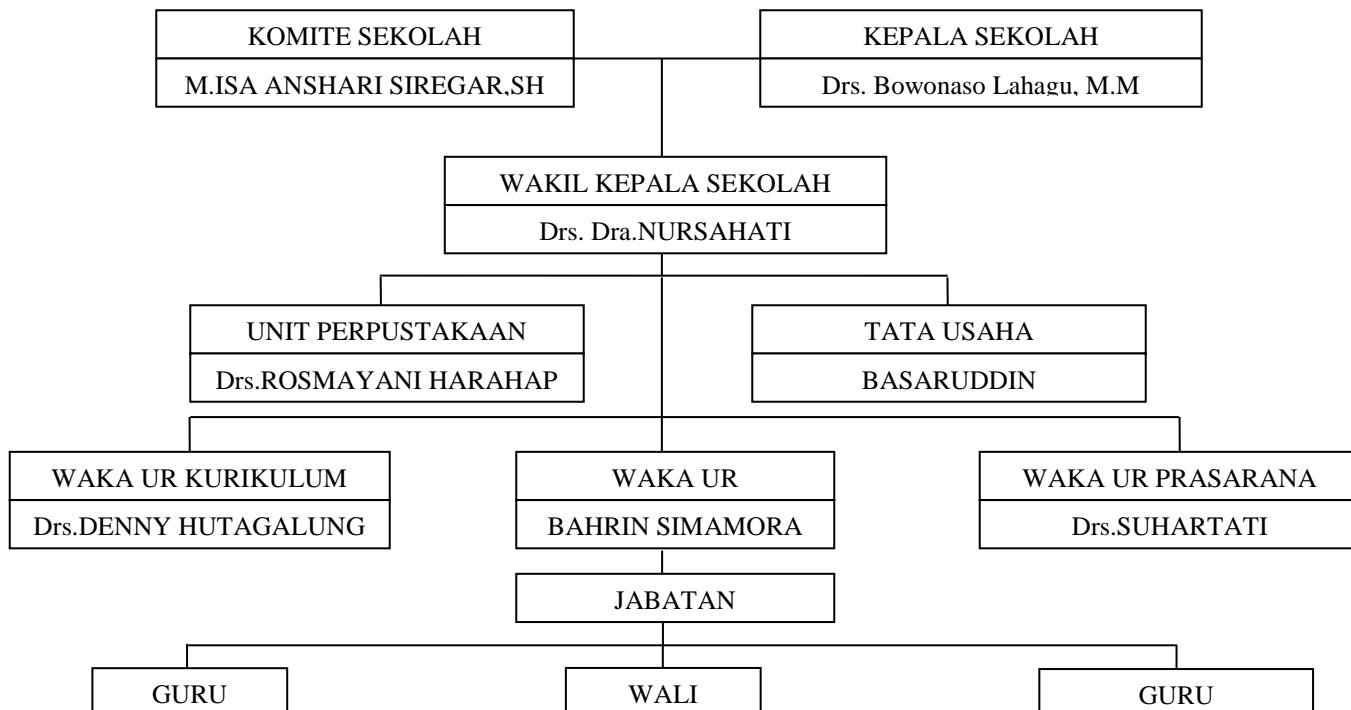 KOMITE SEKOLAH
M.ISA ANSHARI SIREGAR,SH
KEPALA SEKOLAH
Drs. Bowonaso Lahagu, M.M
WAKIL KEPALA SEKOLAH
Drs. Dra.NURSAHATI
UNIT PERPUSTAKAAN
Drs.ROSMAYANI HARAHAP
TATA USAHA
BASARUDDIN
WAKA UR KURIKULUM
Drs.DENNY HUTAGALUNG
WAKA UR
BAHRIN SIMAMORA
WAKA UR PRASARANA
Drs.SUHARTATI
JABATAN
GURU
WALI
GURU